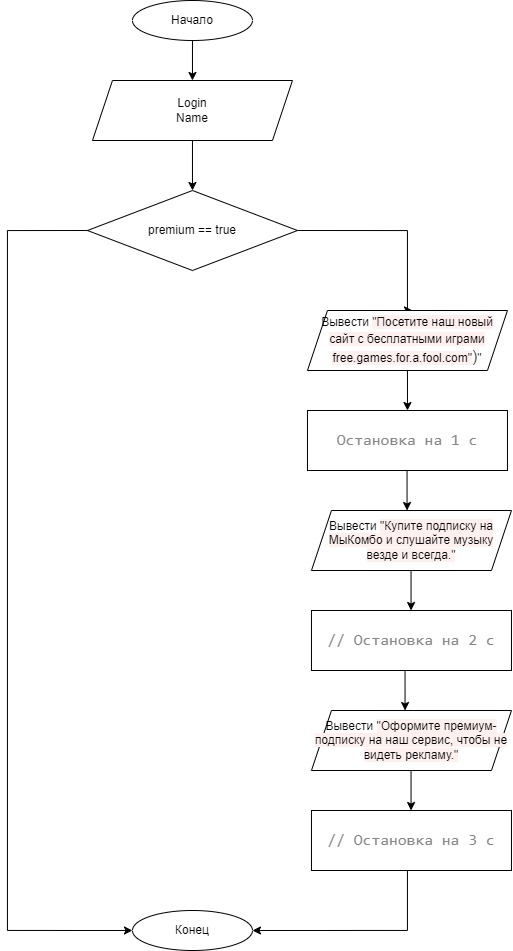 Начало
Login
Name
premium == true
Вывести "Посетите наш новый
сайт с бесплатными играми
free.games.for.a.fool.com")"
Остановка на 1 с
Вывести "Купите подписку на
МыКомбо и слушайте музыку
везде и всегда."
// Остановка на 2 с
Вывести "Оформите премиум-
подписку на наш сервис, чтобы не
видеть рекламу."
// Остановка на 3 с
Конец